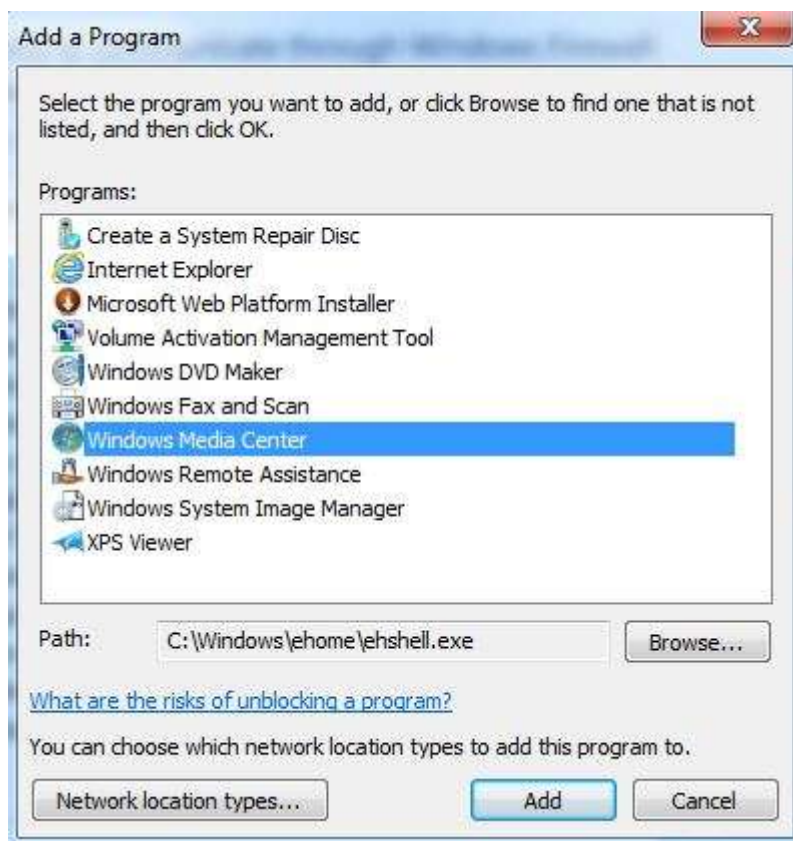 Add a Program
Select the program you want to add, or click Browse to find one that is not
listed, and then click OK.
Programs:
Create a System Repair Disc
Internet Explorer
Microsoft Web Platform Installer
Volume Activation Management Tool
Windows DVD Maker
Windows Fax and Scan
Windows Media Center
Windows Remote Assistance
Windows System Image Manager
XPS Viewer
Path: C:\Windows\ehome\ehshell.exe Browse...
What are the risks of unblocking a program?
You can choose which network location types to add this program to.
Network location types... Add Cancel